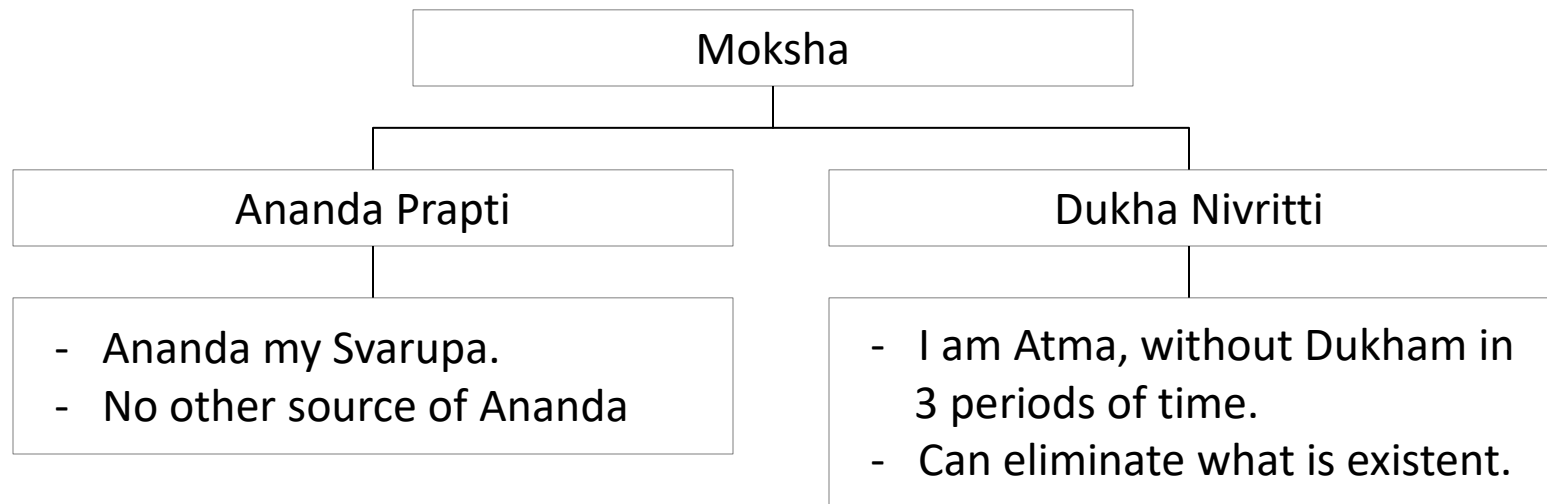 Moksha
Ananda Prapti
Dukha Nivritti
- Ananda my Svarupa.
- No other source of Ananda
- I am Atma, without Dukham in
3 periods of time.
- Can eliminate what is existent.